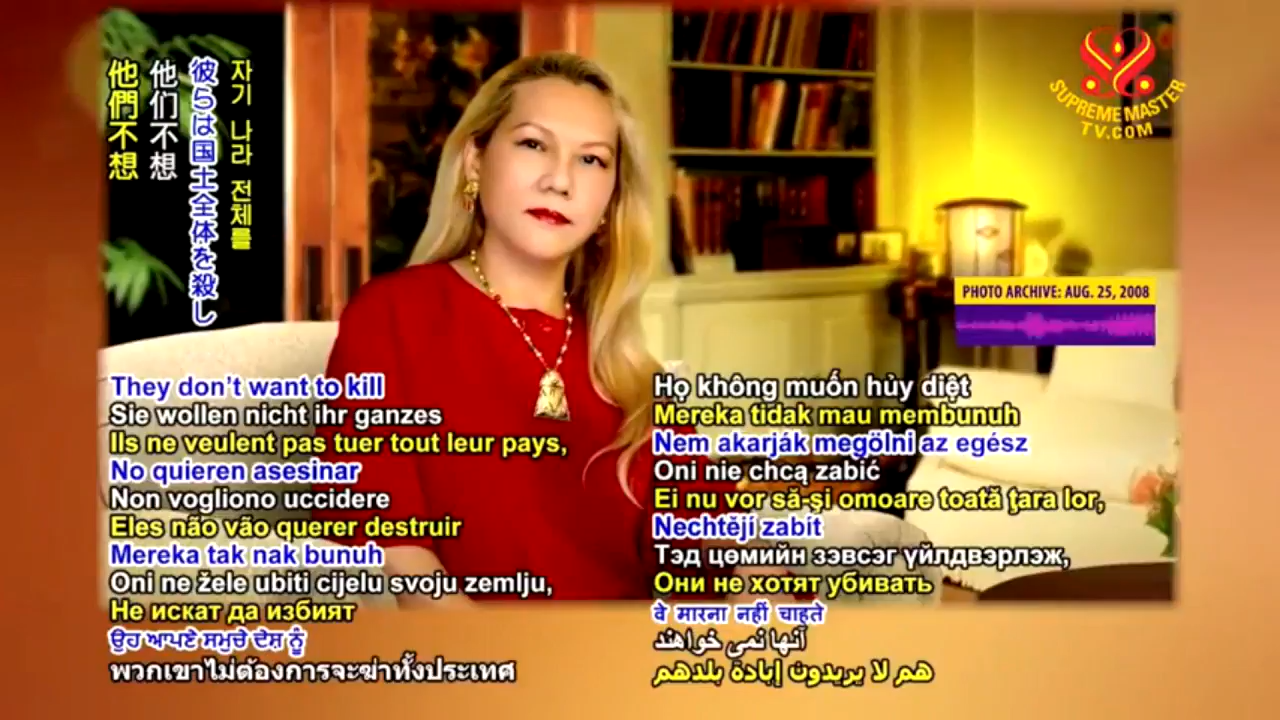 他們不想
他们不想
彼らは国土全体を殺し
자기 나라 전체를
SUPREME MASTER
TV.COM
PHOTO ARCHIVE: AUG. 25, 2008
They don't want to kill
Sie wollen nicht ihr ganzes
Ils ne veulent pas tuer tout leur pays,
No quieren asesinar
Non vogliono uccidere
Eles não vão querer destruir
Mereka tak nak bunuh
Oni ne žele ubiti cijelu svoju zemlju,
Не искат да избият
ਉਹ ਆਪਣੇ ਸਮੁਚੇ ਦੇਸ਼ ਨੂੰ
พวกเขาไม่ต้องการจะฆ่าทั้งประเทศ
Họ không muốn hủy diệt
Mereka tidak mau membunuh
Nem akarják megölni az egész
Oni nie chcą zabić
Ei nu vor să-şi omoare toată ţara lor,
Nechtějí zabít
Тэд цөмийн зэвсэг үйлдвэрлэж,
Они не хотят убивать
वे मारना नहीं चाहते
آنها نمی خواهند
هم لا يريدون إبادة بلدهم